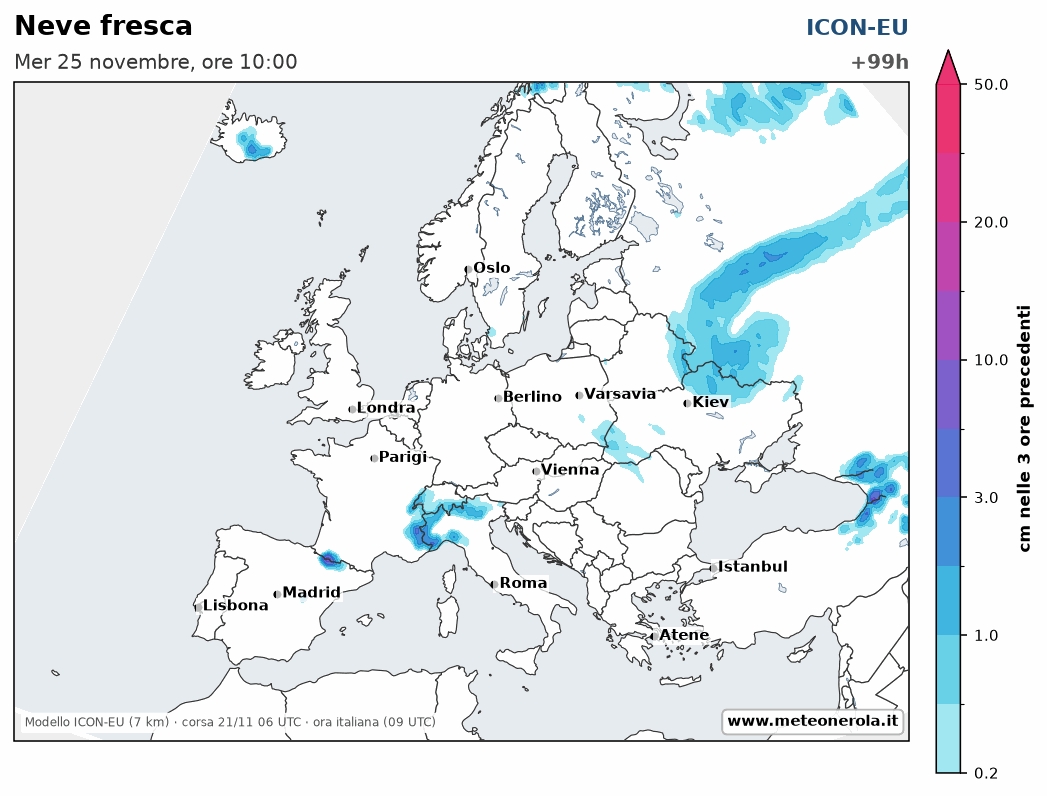 Neve fresca
ICON-EU
Mer 25 novembre, ore 10:00
+99h
50.0
20.0
10.0
3.0
1.0
0.2
cm nelle 3 ore precedenti
Oslo
Londra
Berlino
Varsavia
Kiev
Parigi
Vienna
Istanbul
Roma
Madrid
Lisbona
Atene
Modello ICON-EU (7 km) · corsa 21/11 06 UTC · ora italiana (09 UTC)
www.meteonerola.it